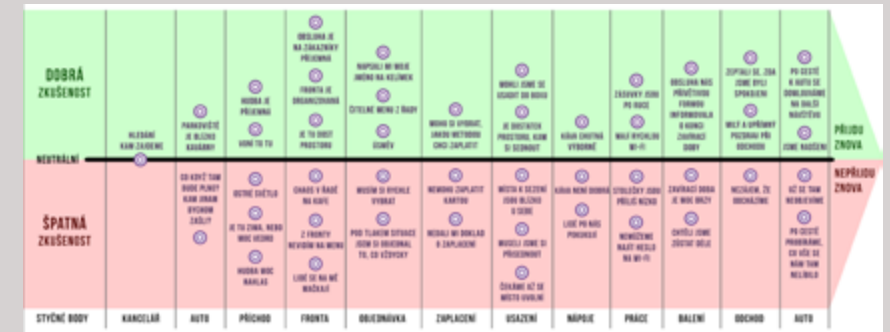 DOBRÁ
ZKUŠENOST
NEUTRÁLNÍ
ŠPATNÁ
ZKUŠENOST
STYČNÉ BODY
HLEDÁNÍ
KAM ZAJDEME
KANCELÁŘ
PARKOVIŠTĚ
JE BLÍZKO
KAVÁRNY
CO KDYŽ TAM
BUDE PLNO?
KAM JINAM
BYCHOM
ZAŠLI?
AUTO
HUDBA JE
PŘÍJEMNÁ
VONÍ TO TU
OSTRÉ SVĚTLO
JE TU ZIMA, NEBO
MOC VEDRO
HUDBA MOC
NAHLAS
PŘÍCHOD
OBSLUHA JE
NA ZÁKAZNÍKY
PŘÍJEMNÁ
FRONTA JE
ORGANIZOVANÁ
JE TU DOST
PROSTORU
CHAOS V ŘADĚ
NA KAFE
Z FRONTY
NEVIDÍM NA MENU
LIDÉ SE NA MĚ
MAČKAJÍ
FRONTA
NAPSALI MI MOJE
JMÉNO NA KELÍMEK
ČITELNÉ MENU Z ŘADY
ÚSMĚV
MUSÍM SI RYCHLE
VYBRAT
POD TLAKEM SITUACE
JSEM SI OBJEDNAL
TO, CO VŽDYCKY
OBJEDNÁVKA
MOHU SI VYBRAT,
JAKOU METODOU
CHCI ZAPLATIT
NEMOHU ZAPLATIT
KARTOU
NEDALI MI DOKLAD
O ZAPLACENÍ
ZAPLACENÍ
MOHLI JSME SE
USADIT DO BOXU
JE DOSTATEK
PROSTORU, KAM
SI SEDNOUT
MÍSTA K SEZENÍ
JSOU BLÍZKO
U SEBE
MUSELI JSME SI
PŘISEDNOUT
ČEKÁME AŽ SE
MÍSTO UVOLNÍ
USAZENÍ
KÁVA CHUTNÁ
VÝBORNĚ
KÁVA NENÍ DOBRÁ
LIDÉ PO NÁS
POKUKUJÍ
NÁPOJE
ZÁSUVKY JSOU
PO RUCE
MAJÍ RYCHLOU
WI-FI
STOLEČKY JSOU
PŘÍLIŠ NÍZKO
NEMŮŽEME
NAJÍT HESLO
NA WI-FI
PRÁCE
OBSLUHA NÁS
PŘÍVĚTIVOU
FORMOU
INFORMOVALA
O KONCI
ZAVÍRACÍ
DOBY
ZAVÍRACÍ DOBA
JE MOC BRZY
CHTĚLI JSME
ZŮSTAT DÉLE
BALENÍ
ZEPTALI SE, ZDA
JSME BYLI
SPOKOJENI
MILÝ A UPŘÍMNÝ
POZDRAV PŘI
ODCHODU
NEZÁJEM, ŽE
ODCHÁZÍME
ODCHOD
PO CESTĚ
K AUTU SE
DOMLOUVÁME
NA DALŠÍ
NÁVŠTĚVU
JSME NADŠENI
UŽ SE TAM
NEOBJEVÍME
PO CESTĚ
PROBÍRÁME,
CO VŠE SE
NÁM TAM
NELÍBILO
AUTO
PŘIJDU
ZNOVA
NEPŘIJDU
ZNOVA